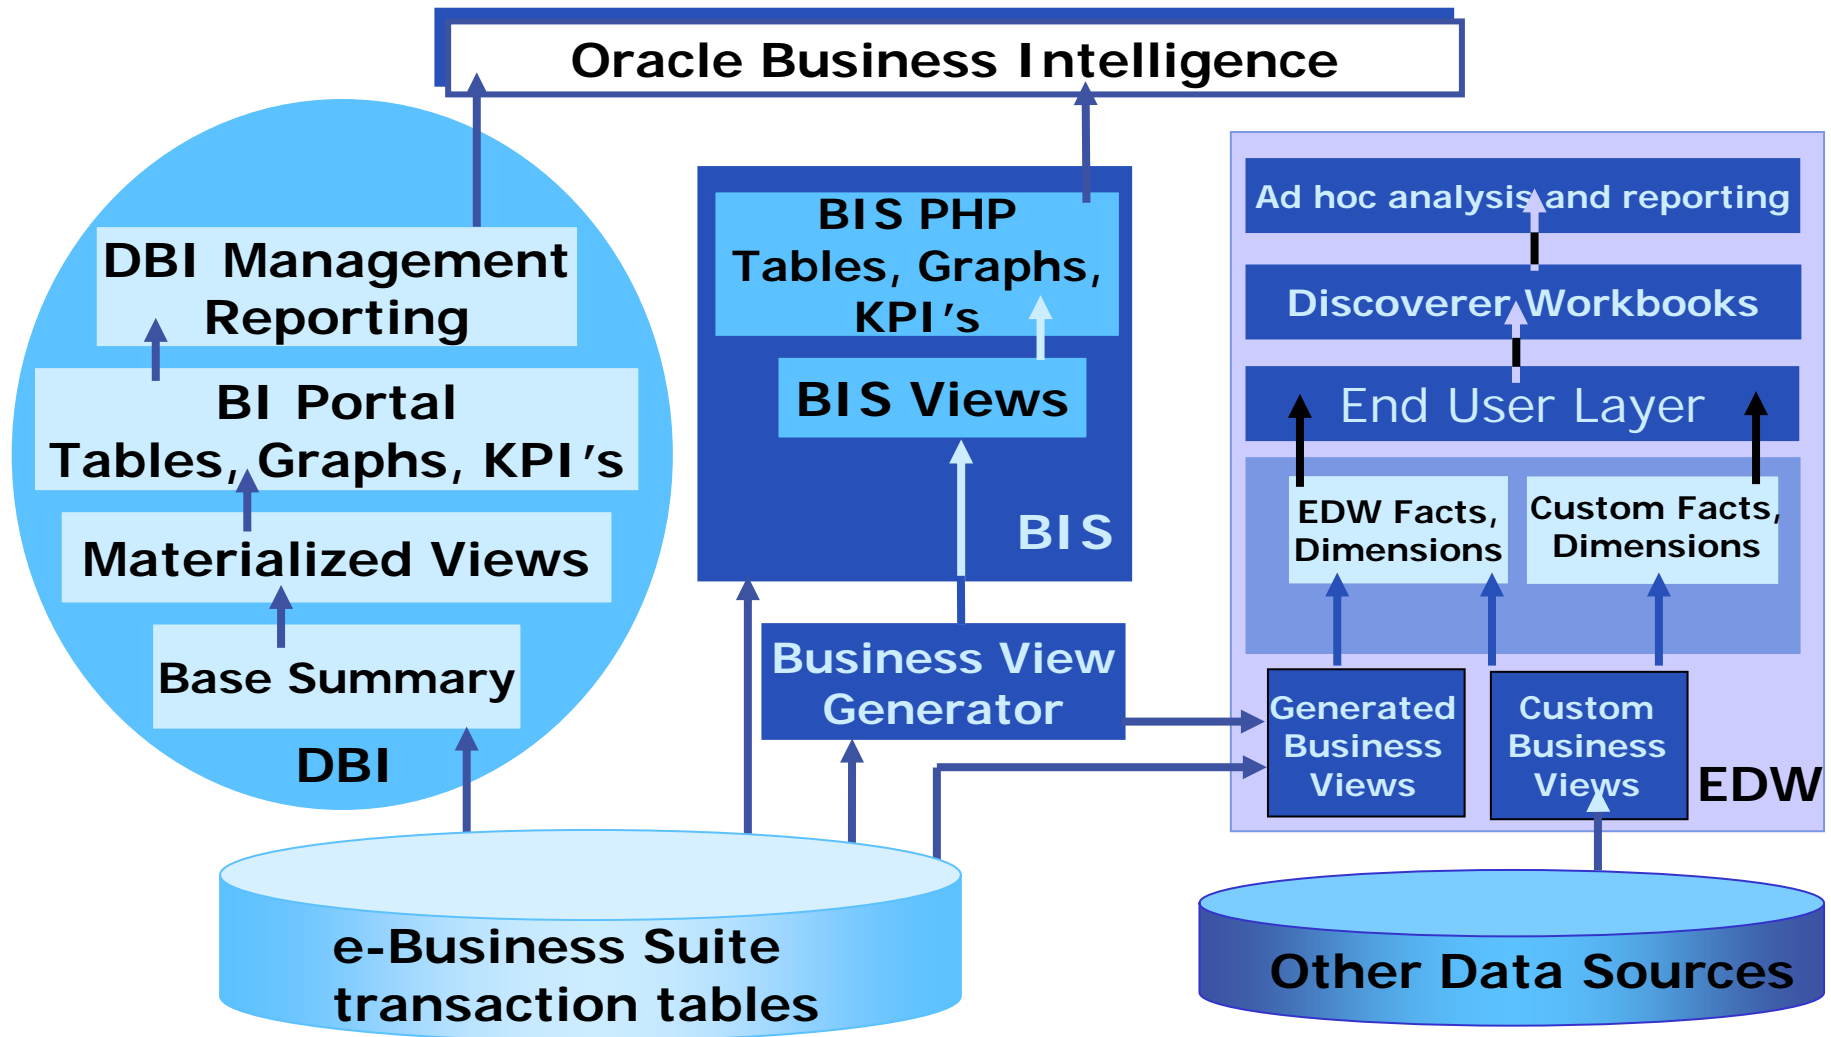 Oracle Business Intelligence
DBI Management
Reporting
BI Portal
Tables, Graphs, KPI's
Materialized Views
Base Summary
DBI
BIS PHP
Tables, Graphs,
KPI's
BIS Views
BIS
Business View
Generator
Ad hoc analysis and reporting
Discoverer Workbooks
End User Layer
EDW Facts,
Dimensions
Custom Facts,
Dimensions
Generated
Business
Views
Custom
Business
Views
EDW
e-Business Suite
transaction tables
Other Data Sources